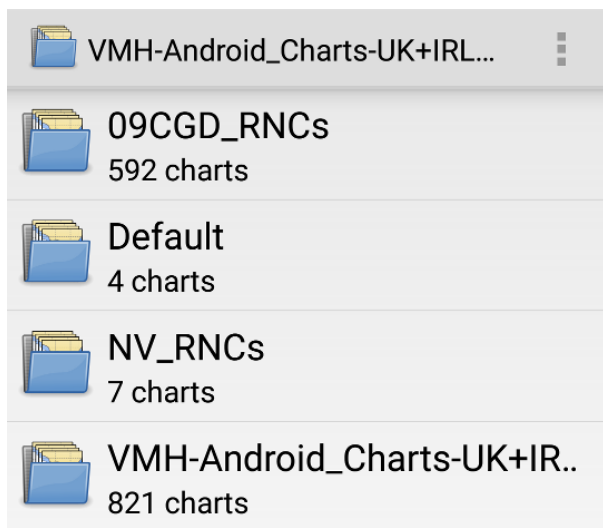 VMH-Android_Charts-UK+IRL...
09CGD_RNCs
592 charts
Default
4 charts
NV_RNCs
7 charts
VMH-Android_Charts-UK+IR..
821 charts